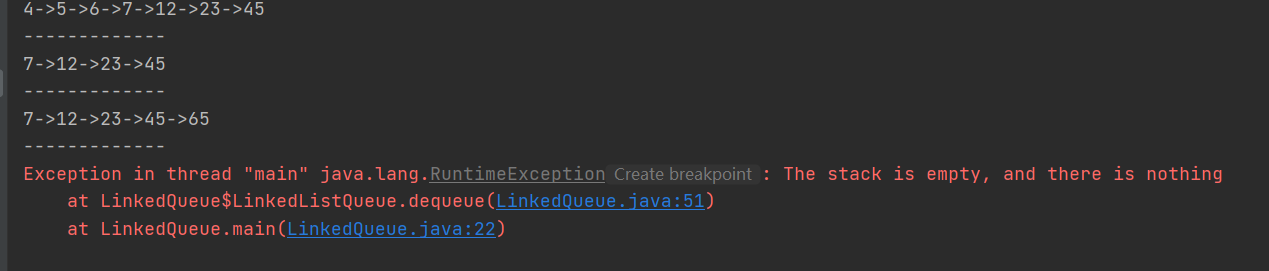 4->5->6->7->12->23->45
-------------
7->12->23->45
-------------
7->12->23->45->65
-------------
Exception in thread "main" java.lang.RuntimeException Create breakpoint : The stack is empty, and there is nothing
at LinkedQueue$LinkedListQueue.dequeue(LinkedQueue.java:51)
at LinkedQueue.main(LinkedQueue.java:22)